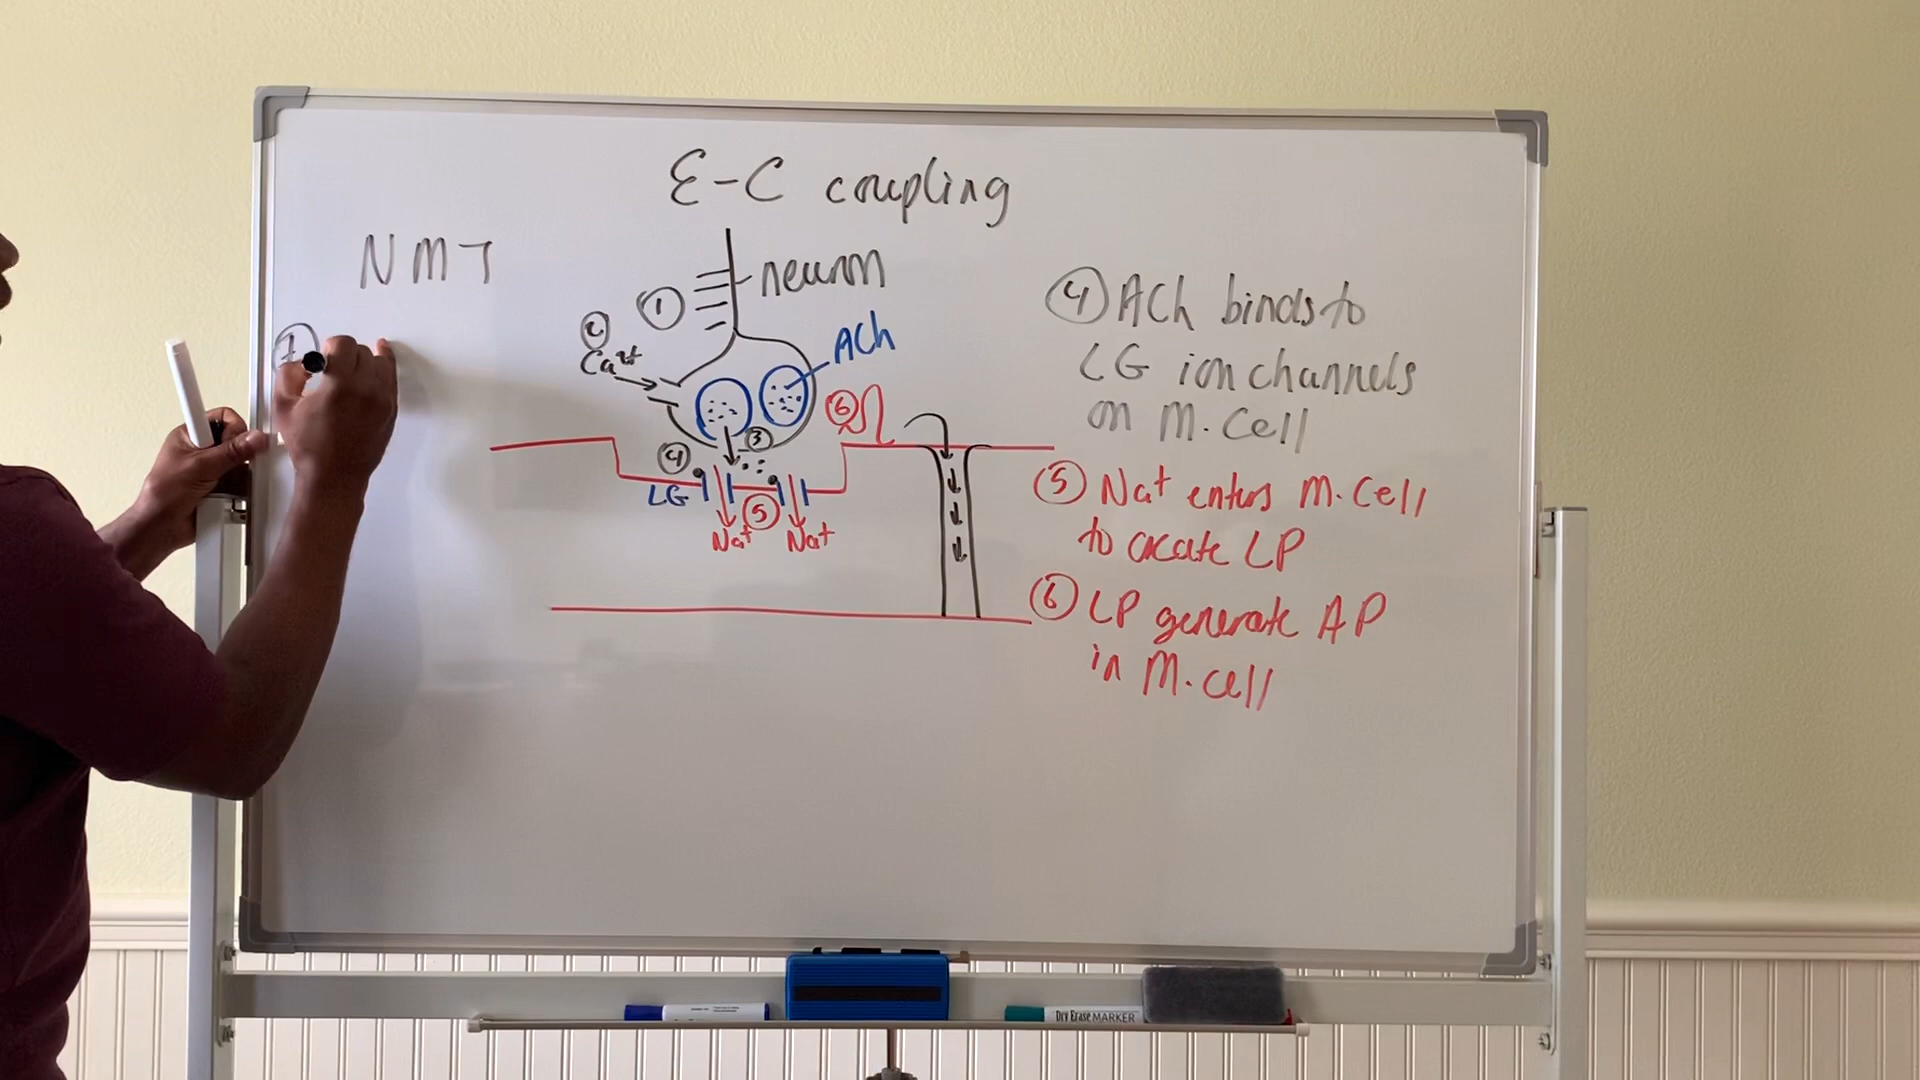 E-C coupling
NMJ
neuron
1
2
Ca2+
ACh
3
6
4
LG
5
Na+
Na+
7
4 ACh binds to
LG ion channels
on M. Cell
5 Na+ enters M. Cell
to create LP
6 LP generate AP
in M. cell
Dry Erase MARKER